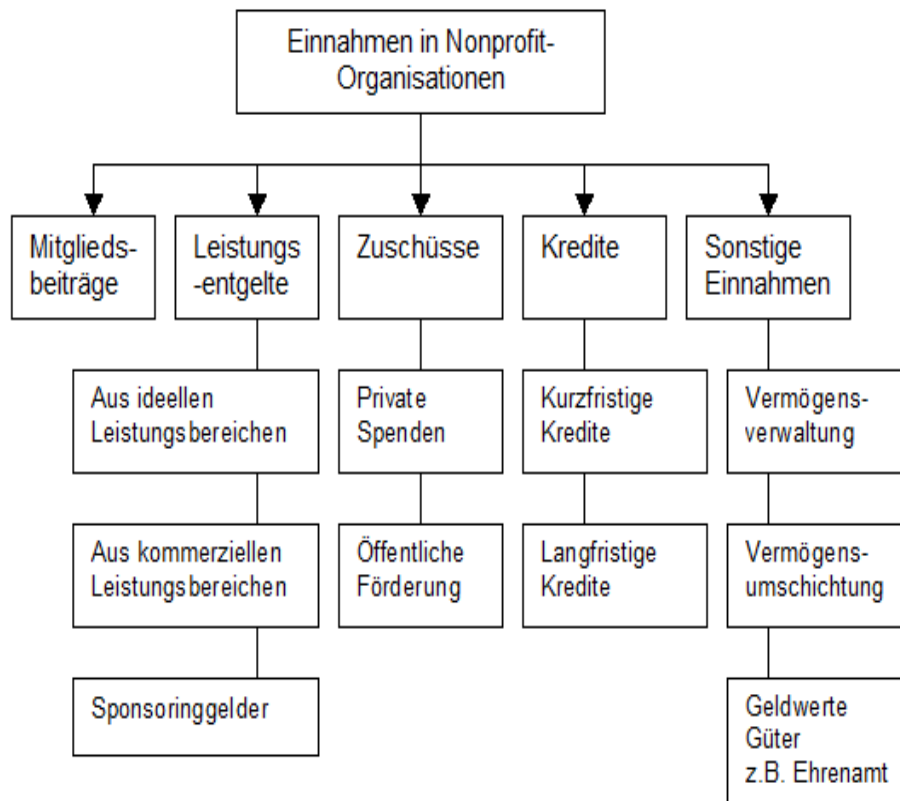 Einnahmen in Nonprofit-
Organisationen
Mitglieds-
beiträge
Leistungs
-entgelte
Zuschüsse
Kredite
Sonstige
Einnahmen
Aus ideellen
Leistungsbereichen
Private
Spenden
Kurzfristige
Kredite
Vermögens-
verwaltung
Aus kommerziellen
Leistungsbereichen
Öffentliche
Förderung
Langfristige
Kredite
Vermögens-
umschichtung
Sponsoringgelder
Geldwerte
Güter
z.B. Ehrenamt